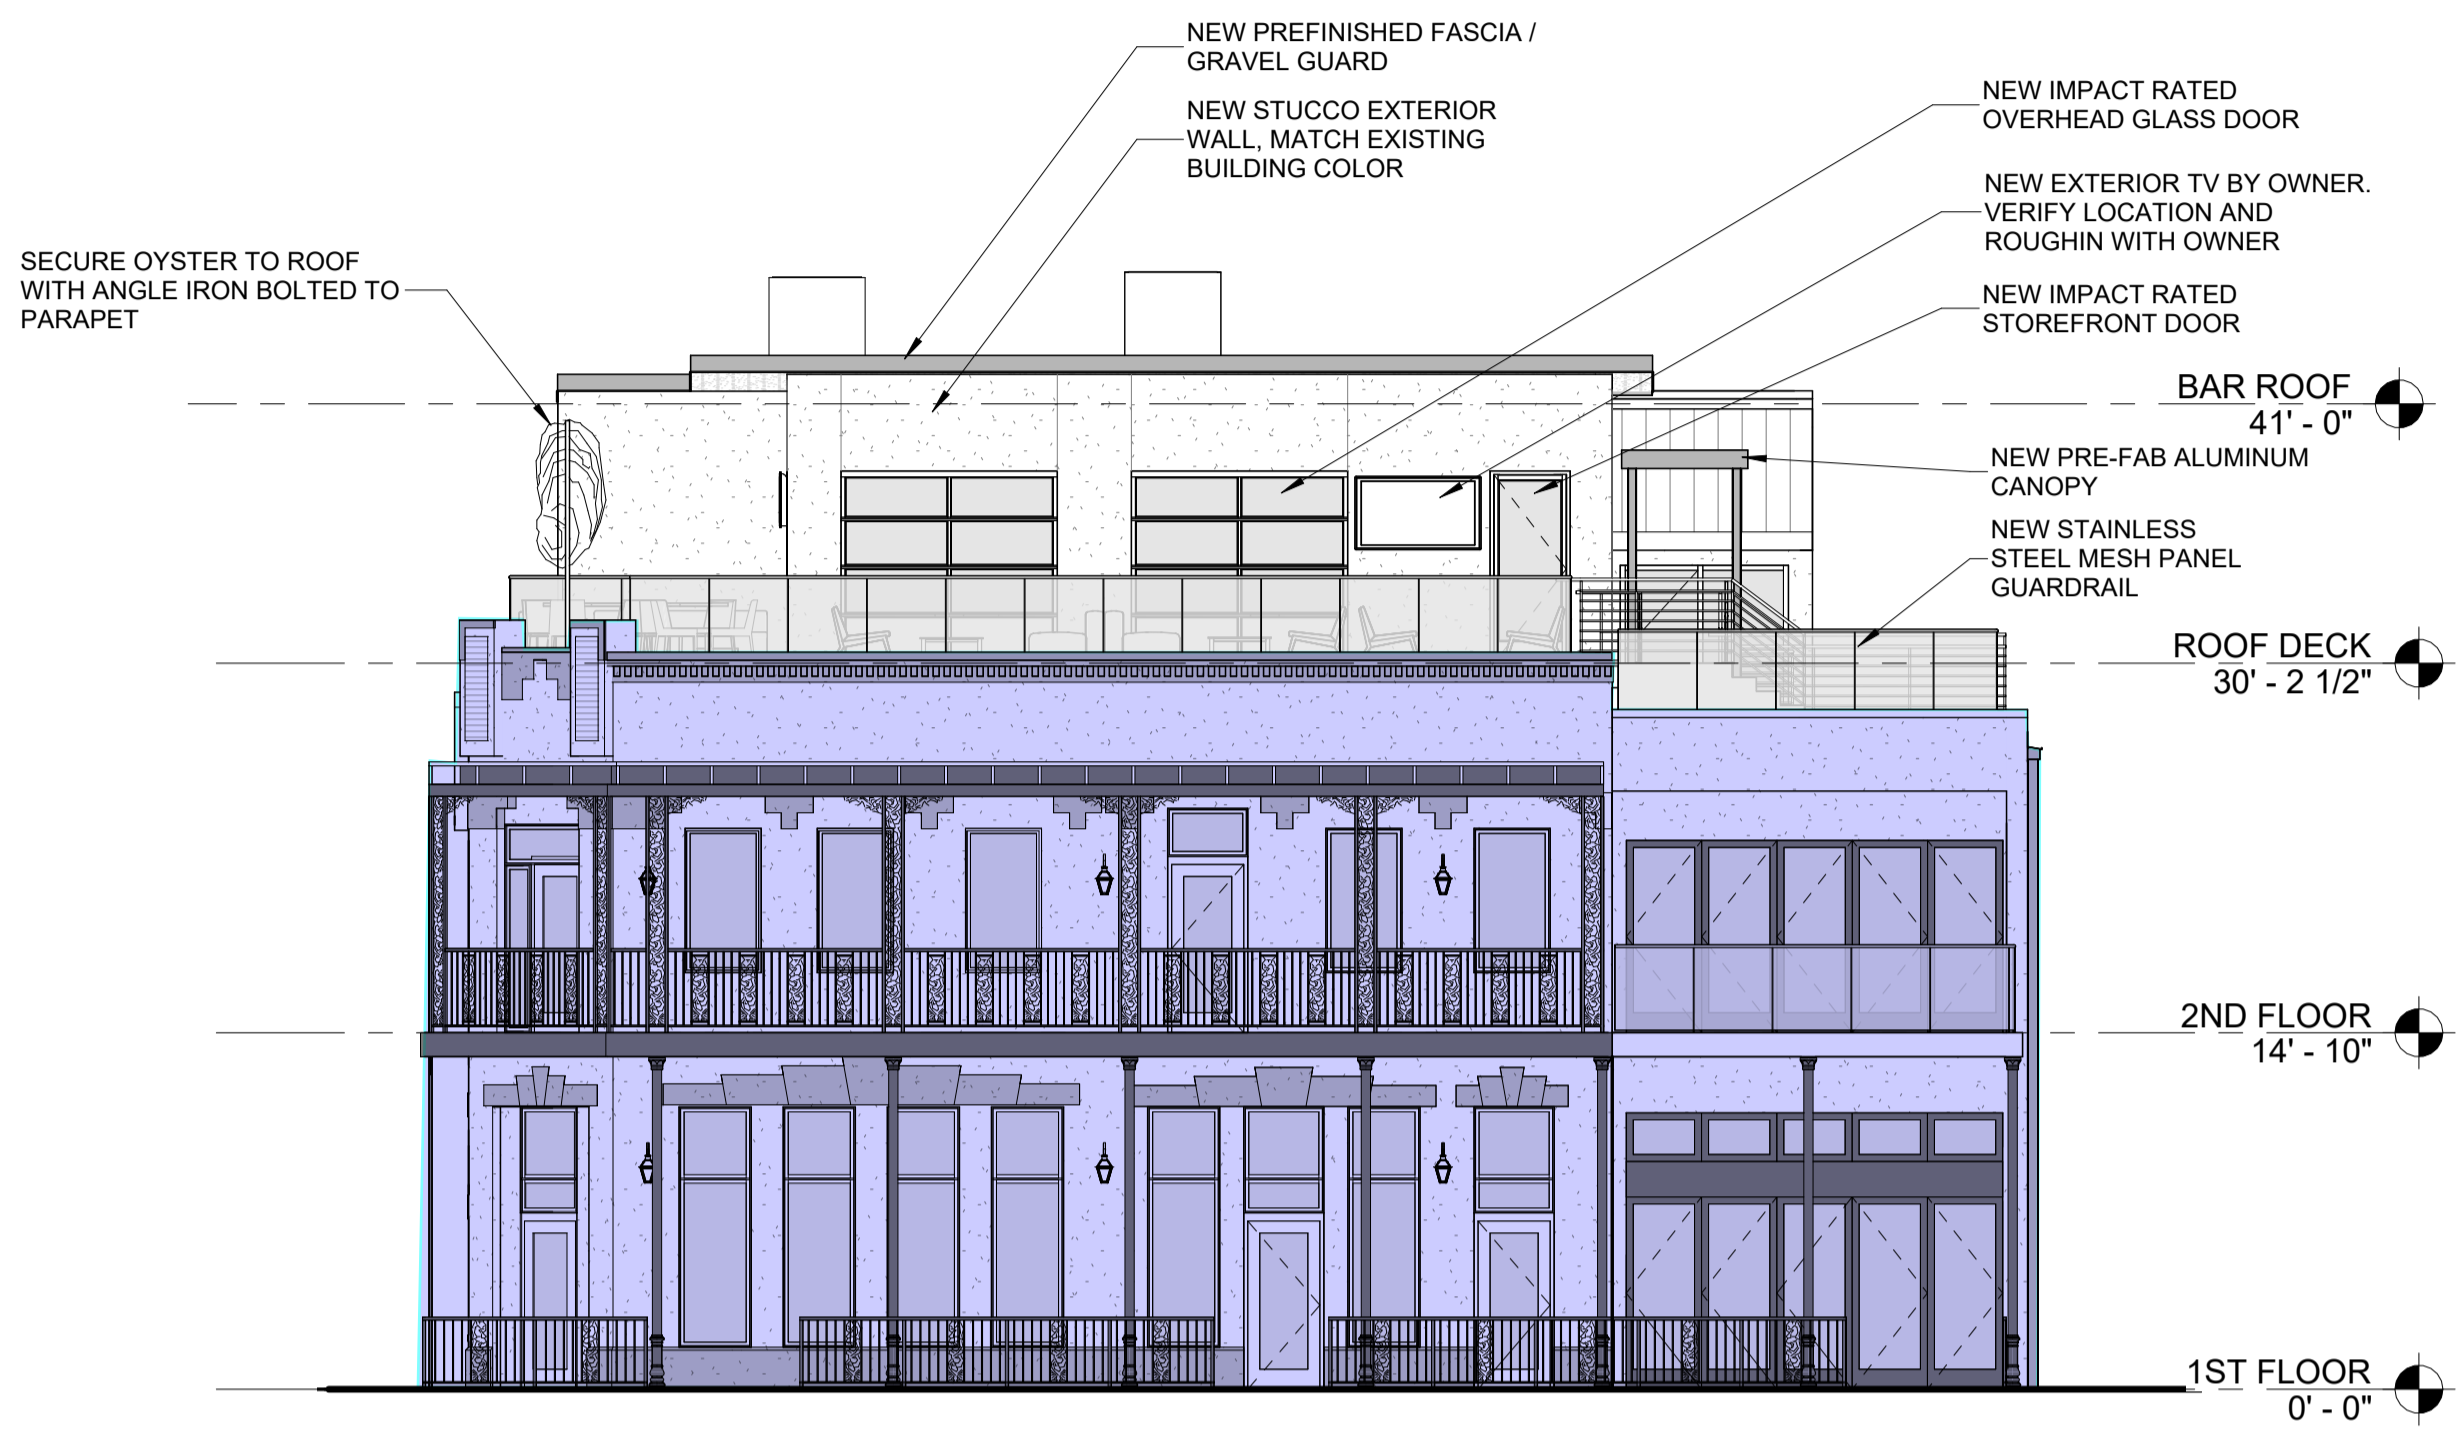 NEW PREFINISHED FASCIA /
GRAVEL GUARD
NEW STUCCO EXTERIOR
WALL, MATCH EXISTING
BUILDING COLOR
NEW IMPACT RATED
OVERHEAD GLASS DOOR
NEW EXTERIOR TV BY OWNER.
VERIFY LOCATION AND
ROUGHIN WITH OWNER
SECURE OYSTER TO ROOF
WITH ANGLE IRON BOLTED TO
PARAPET
NEW IMPACT RATED
STOREFRONT DOOR
BAR ROOF
41' - 0"
NEW PRE-FAB ALUMINUM
CANOPY
NEW STAINLESS
STEEL MESH PANEL
GUARDRAIL
ROOF DECK
30' - 2 1/2"
2ND FLOOR
14' - 10"
1ST FLOOR
0' - 0"